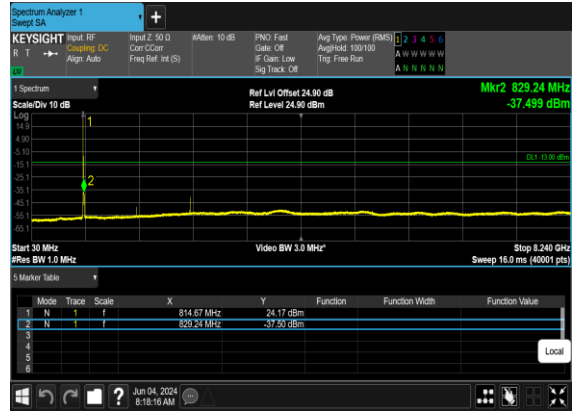 Spectrum Analyzer 1
Swept SA
+
KEYSIGHT Input: RF Input Z: 50 Ω #Atten: 10 dB PNO: Fast Avg Type: Power (RMS) 1 2 3 4 5 6
R T Coupling: DC Corr CCorr Gate: Off Avg|Hold: 100/100 A W W W W W
Align: Auto Freq Ref: Int (S) IF Gain: Low Trig: Free Run
Sig Track: Off A N N N N N
1 Spectrum Ref Lvl Offset 24.90 dB Mkr2 829.24 MHz
Scale/Div 10 dB Ref Level 24.90 dBm -37.499 dBm
Log
14.9
4.90
-5.10
-15.1
-25.1
-35.1
-45.1
-55.1
-65.1
1
2
DL1 -13.00 dBm
Start 30 MHz Video BW 3.0 MHz* Stop 8.240 GHz
#Res BW 1.0 MHz Sweep 16.0 ms (40001 pts)
5 Marker Table
Mode Trace Scale X Y Function Function Width Function Value
1 N 1 f 814.67 MHz 24.17 dBm
2 N 1 f 829.24 MHz -37.50 dBm
3
4
5
6
Local
? Jun 04, 2024
8:18:16 AM